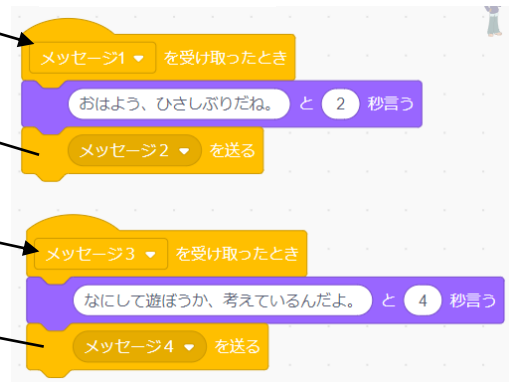 メッセージ1 を受け取ったとき
おはよう、ひさしぶりだね。 と 2 秒言う
メッセージ2 を送る
メッセージ3 を受け取ったとき
なにして遊ぼうか、考えているんだよ。 と 4 秒言う
メッセージ4 を送る